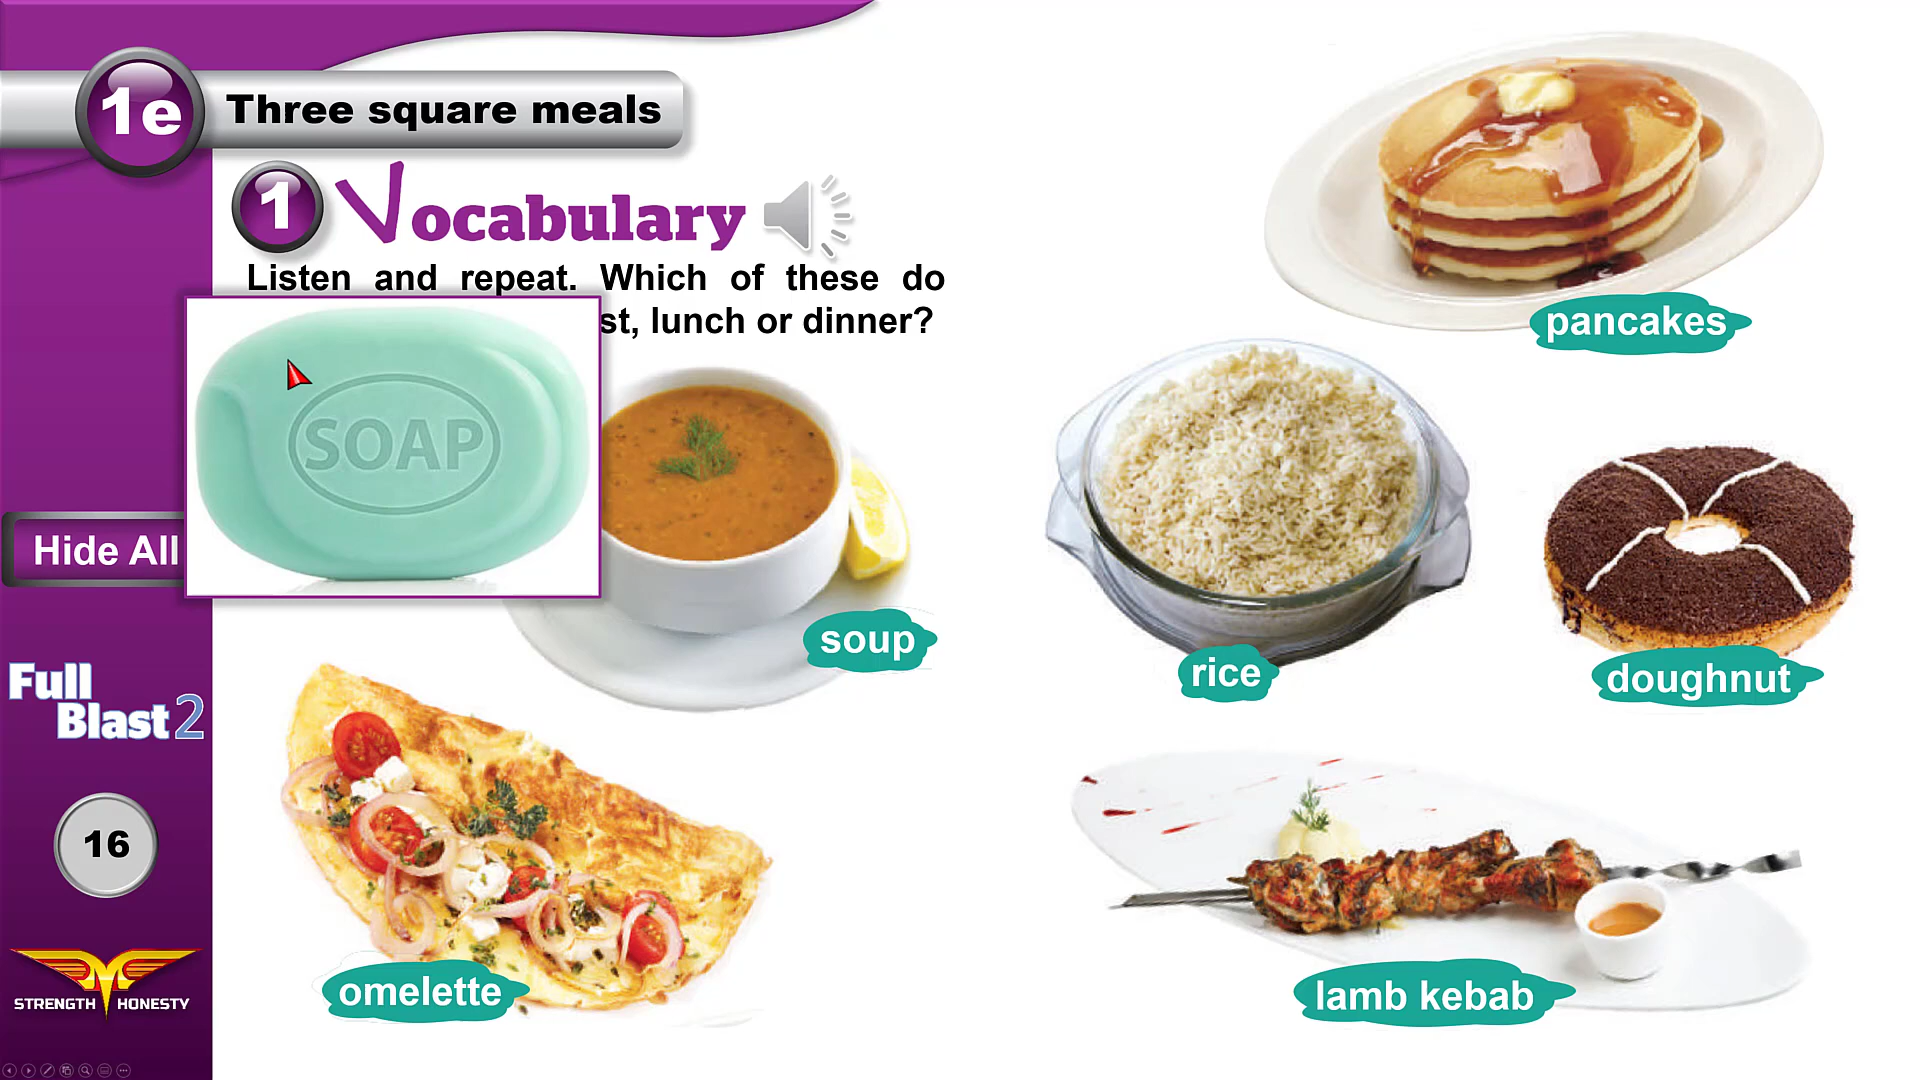 1e
Three square meals
1 Vocabulary
Listen and repeat. Which of these do
st, lunch or dinner?
SOAP
pancakes
Hide All
soup
rice
doughnut
Full
Blast 2
16
omelette
lamb kebab
STRENGTH HONESTY